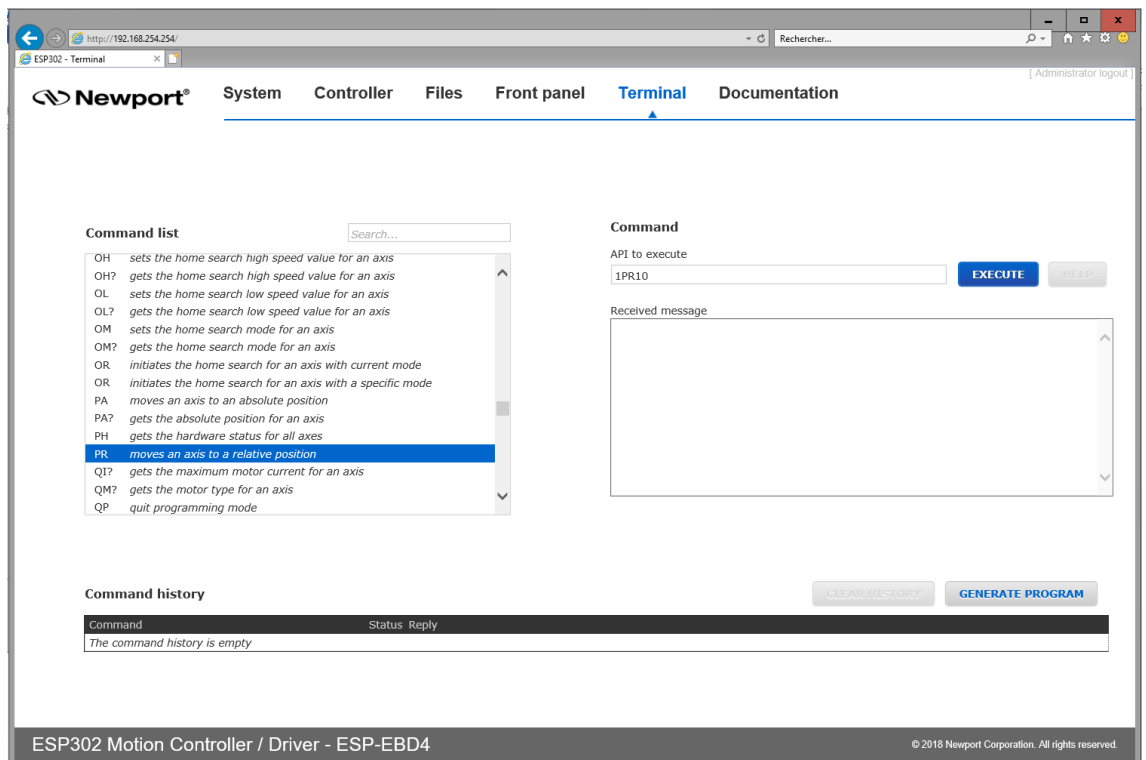 http://192.168.254.254/
Rechercher...
ESP302 - Terminal
[ Administrator logout ]
Newport®
System Controller Files Front panel Terminal Documentation
Command list
Search...
OH sets the home search high speed value for an axis
OH? gets the home search high speed value for an axis
OL sets the home search low speed value for an axis
OL? gets the home search low speed value for an axis
OM sets the home search mode for an axis
OM? gets the home search mode for an axis
OR initiates the home search for an axis with current mode
OR initiates the home search for an axis with a specific mode
PA moves an axis to an absolute position
PA? gets the absolute position for an axis
PH gets the hardware status for all axes
PR moves an axis to a relative position
QI? gets the maximum motor current for an axis
QM? gets the motor type for an axis
QP quit programming mode
Command
API to execute
1PR10
EXECUTE
HELP
Received message
Command history
CLEAR HISTORY
GENERATE PROGRAM
Command Status Reply
The command history is empty
ESP302 Motion Controller / Driver - ESP-EBD4
© 2018 Newport Corporation. All rights reserved.